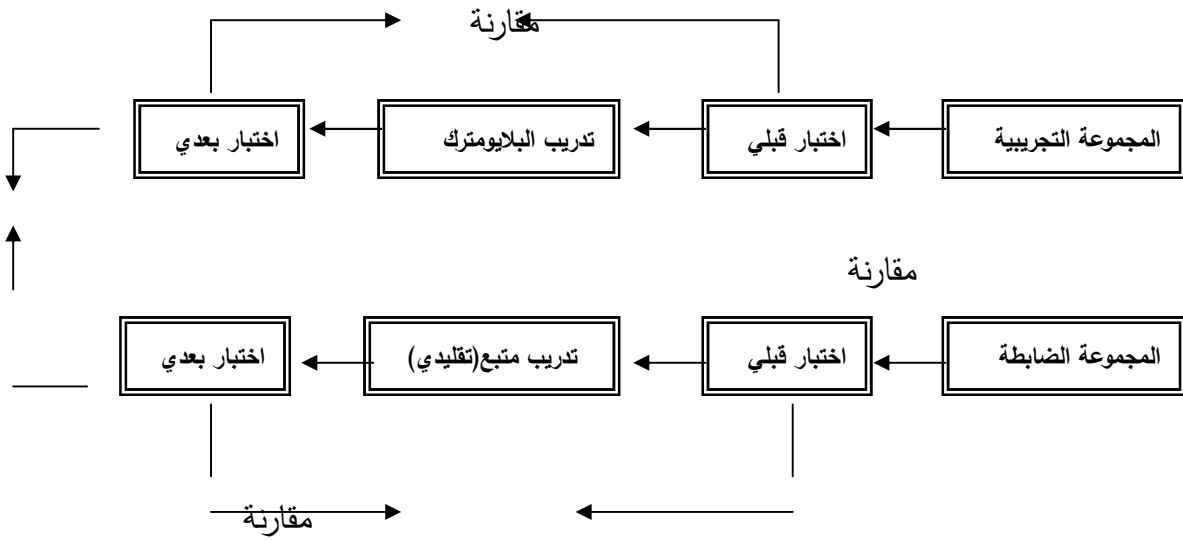 مقارنة
المجموعة التجريبية
اختبار قبلي
تدريب البلايومترك
اختبار بعدي
مقارنة
المجموعة الضابطة
اختبار قبلي
تدريب متبع(تقليدي)
اختبار بعدي
مقارنة